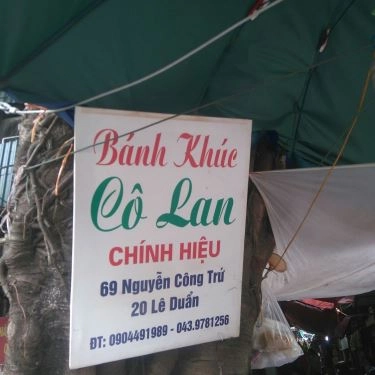 Bánh Khúc
Cô Lan
CHÍNH HIỆU
69 Nguyễn Công Trứ
20 Lê Duẩn
ĐT: 0904491989 - 043.9781256